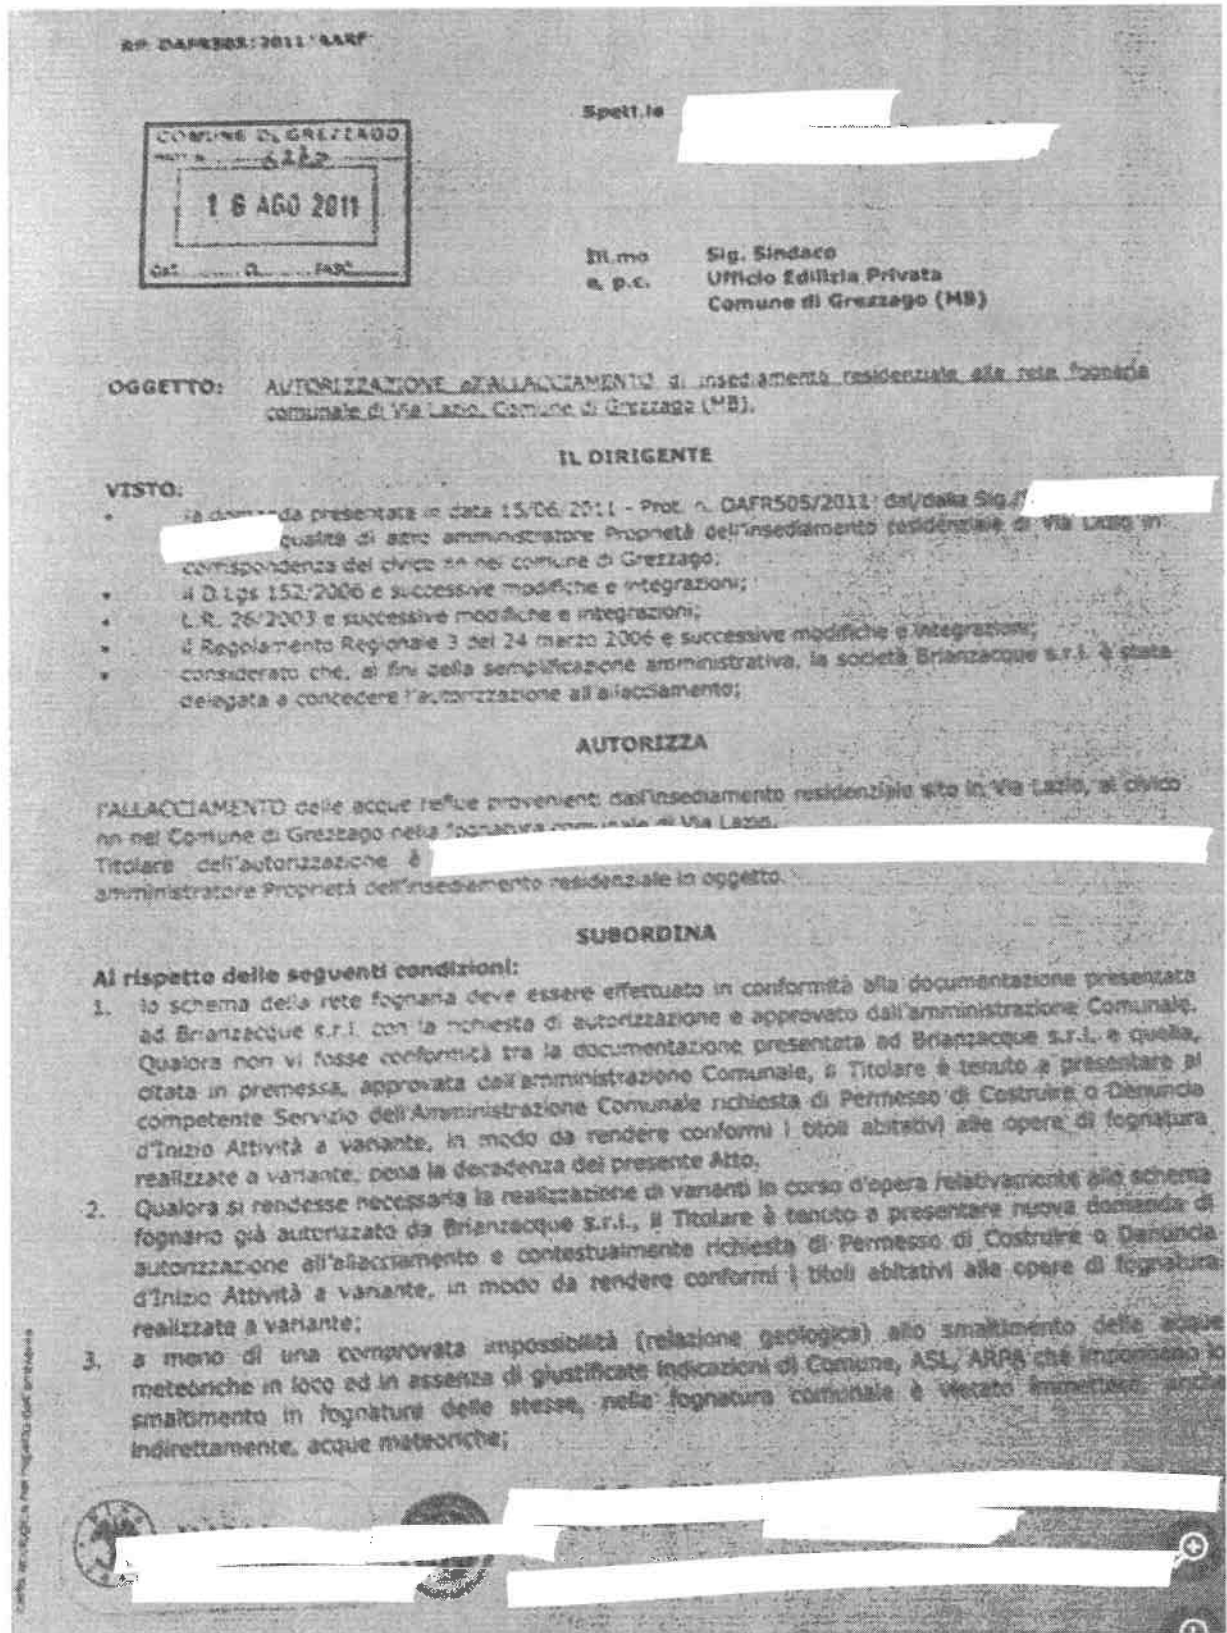 Spett.le
COMUNE DI GREZZAGO
16 AGO 2011
CAT. CL. FASC.
Ill.mo Sig. Sindaco
e, p.c. Ufficio Edilizia Privata
Comune di Grezzago (MB)
OGGETTO: AUTORIZZAZIONE all'ALLACCIAMENTO di insediamento residenziale alla rete fognaria
comunale di Via Lazio, Comune di Grezzago (MB).
IL DIRIGENTE
VISTO:
• la domanda presentata in data 15/06/2011 - Prot. n. DAFR505/2011 dal/dalla Sig./
qualità di altro amministratore Proprietà dell'insediamento residenziale di Via Lazio in
corrispondenza del civico nn nel comune di Grezzago;
• il D.Lgs 152/2006 e successive modifiche e integrazioni;
• L.R. 26/2003 e successive modifiche e integrazioni;
• il Regolamento Regionale 3 del 24 marzo 2006 e successive modifiche e integrazioni;
• considerato che, ai fini della semplificazione amministrativa, la società Brianzacque s.r.l. è stata
delegata a concedere l'autorizzazione all'allacciamento;
AUTORIZZA
l'ALLACCIAMENTO delle acque reflue provenienti dall'insediamento residenziale sito in Via Lazio, al civico
nn nel Comune di Grezzago nella fognatura comunale di Via Lazio.
Titolare dell'autorizzazione è
amministratore Proprietà dell'insediamento residenziale in oggetto.
SUBORDINA
Al rispetto delle seguenti condizioni:
1. lo schema della rete fognaria deve essere effettuato in conformità alla documentazione presentata
ad Brianzacque s.r.l. con la richiesta di autorizzazione e approvato dall'amministrazione Comunale.
Qualora non vi fosse conformità tra la documentazione presentata ad Brianzacque s.r.l. e quella,
citata in premessa, approvata dall'amministrazione Comunale, il Titolare è tenuto a presentare al
competente Servizio dell'Amministrazione Comunale richiesta di Permesso di Costruire o Denuncia
d'Inizio Attività a variante, in modo da rendere conformi i titoli abitativi alle opere di fognatura
realizzate a variante, pena la decadenza del presente Atto.
2. Qualora si rendesse necessaria la realizzazione di varianti in corso d'opera relativamente allo schema
fognario già autorizzato da Brianzacque s.r.l., il Titolare è tenuto a presentare nuova domanda di
autorizzazione all'allacciamento e contestualmente richiesta di Permesso di Costruire o Denuncia
d'Inizio Attività a variante, in modo da rendere conformi i titoli abitativi alle opere di fognatura
realizzate a variante;
3. a meno di una comprovata impossibilità (relazione geologica) allo smaltimento delle acque
meteoriche in loco ed in assenza di giustificate indicazioni di Comune, ASL, ARPA che impongano lo
smaltimento in fognatura delle stesse, nella fognatura comunale è vietato immettere, anche
indirettamente, acque meteoriche;